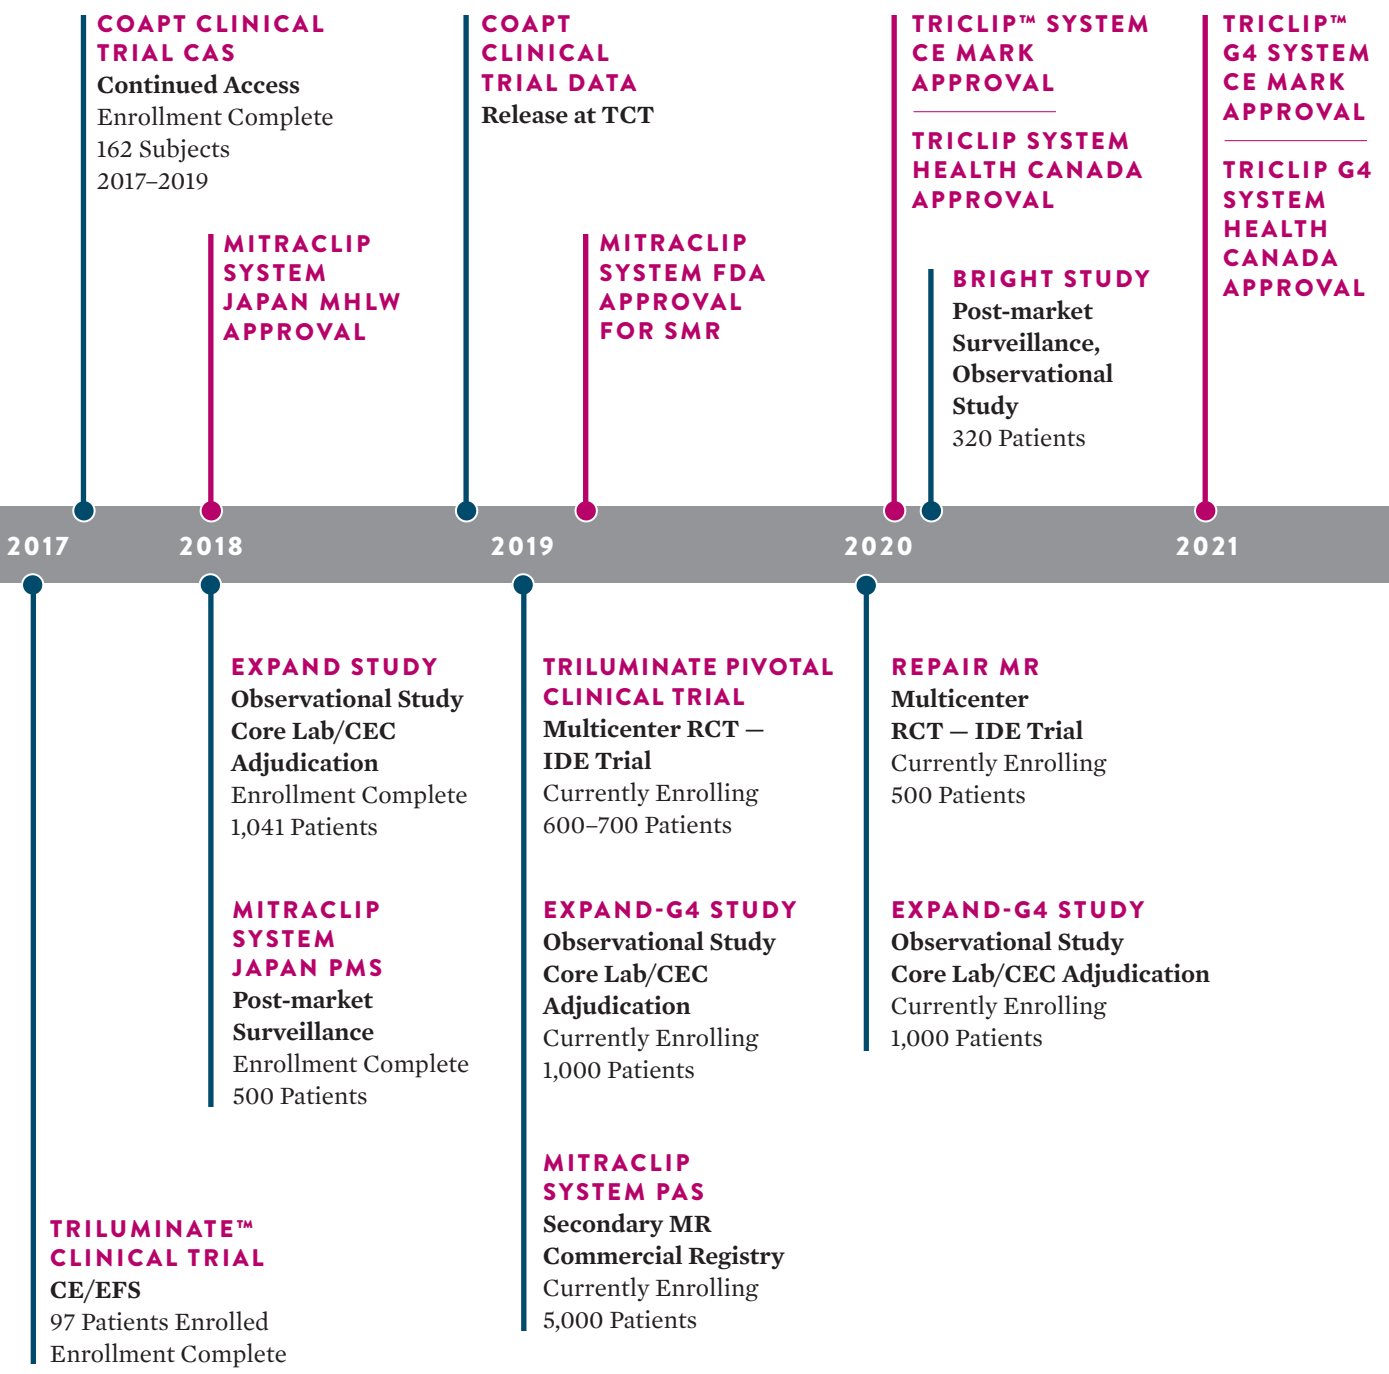 COAPT CLINICAL
TRIAL CAS
Continued Access
Enrollment Complete
162 Subjects
2017–2019
MITRACLIP
SYSTEM
JAPAN MHLW
APPROVAL
COAPT
CLINICAL
TRIAL DATA
Release at TCT
MITRACLIP
SYSTEM FDA
APPROVAL
FOR SMR
TRICLIP™ SYSTEM
CE MARK
APPROVAL
TRICLIP SYSTEM
HEALTH CANADA
APPROVAL
BRIGHT STUDY
Post-market
Surveillance,
Observational
Study
320 Patients
TRICLIP™
G4 SYSTEM
CE MARK
APPROVAL
TRICLIP G4
SYSTEM
HEALTH
CANADA
APPROVAL
2017
2018
2019
2020
2021
TRILUMINATE™
CLINICAL TRIAL
CE/EFS
97 Patients Enrolled
Enrollment Complete
EXPAND STUDY
Observational Study
Core Lab/CEC
Adjudication
Enrollment Complete
1,041 Patients
MITRACLIP
SYSTEM
JAPAN PMS
Post-market
Surveillance
Enrollment Complete
500 Patients
TRILUMINATE PIVOTAL
CLINICAL TRIAL
Multicenter RCT —
IDE Trial
Currently Enrolling
600–700 Patients
EXPAND-G4 STUDY
Observational Study
Core Lab/CEC
Adjudication
Currently Enrolling
1,000 Patients
MITRACLIP
SYSTEM PAS
Secondary MR
Commercial Registry
Currently Enrolling
5,000 Patients
REPAIR MR
Multicenter
RCT — IDE Trial
Currently Enrolling
500 Patients
EXPAND-G4 STUDY
Observational Study
Core Lab/CEC Adjudication
Currently Enrolling
1,000 Patients